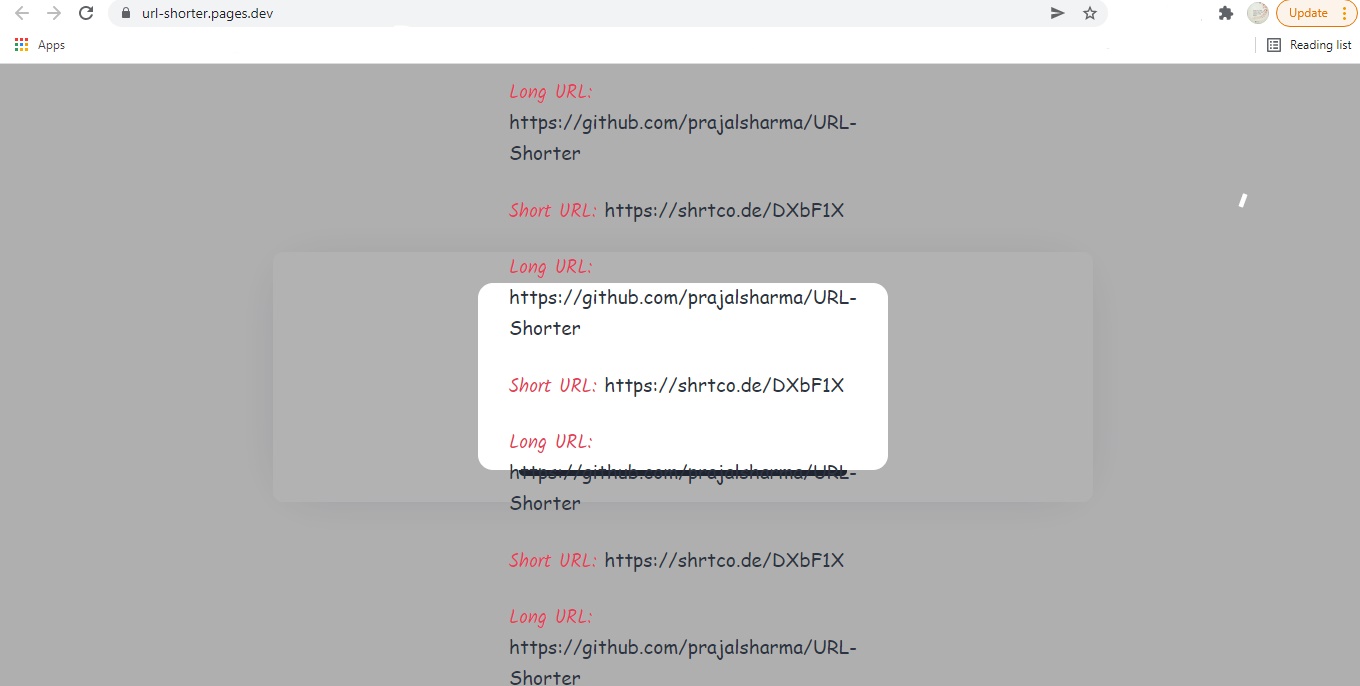 url-shorter.pages.dev
Update
Apps
Reading list
Long URL:
https://github.com/prajalsharma/URL-
Shorter
Short URL: https://shrtco.de/DXbF1X
Long URL:
https://github.com/prajalsharma/URL-
Shorter
Short URL: https://shrtco.de/DXbF1X
Long URL:
https://github.com/prajalsharma/URL-
Shorter
Short URL: https://shrtco.de/DXbF1X
Long URL:
https://github.com/prajalsharma/URL-
Shorter